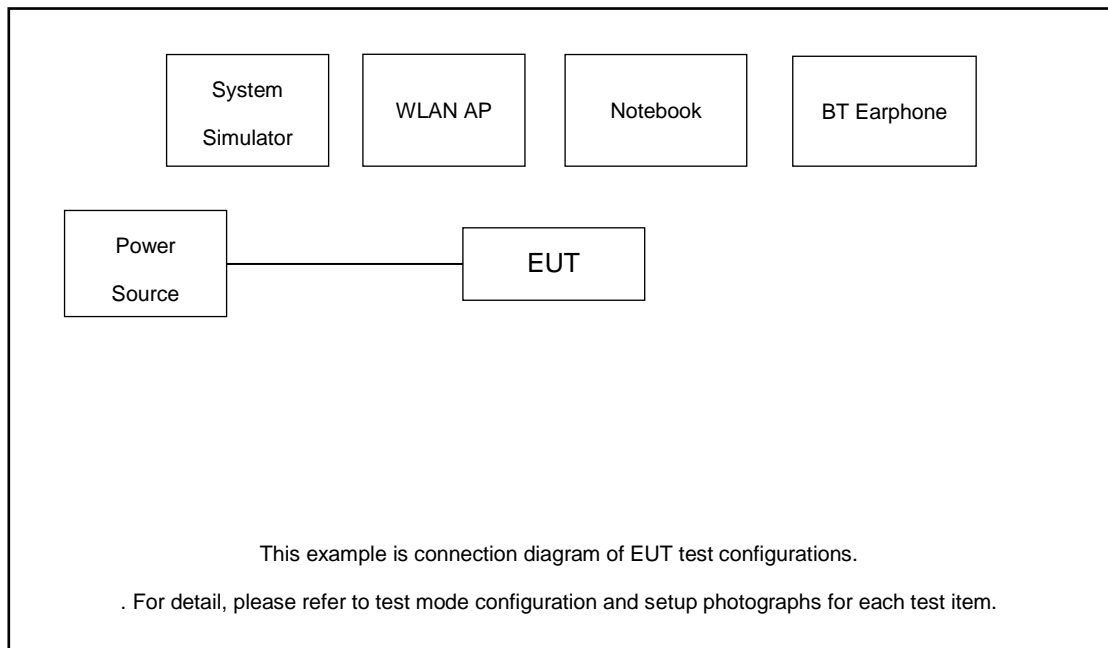 System
Simulator
WLAN AP
Notebook
BT Earphone
Power
Source
EUT
This example is connection diagram of EUT test configurations.
. For detail, please refer to test mode configuration and setup photographs for each test item.